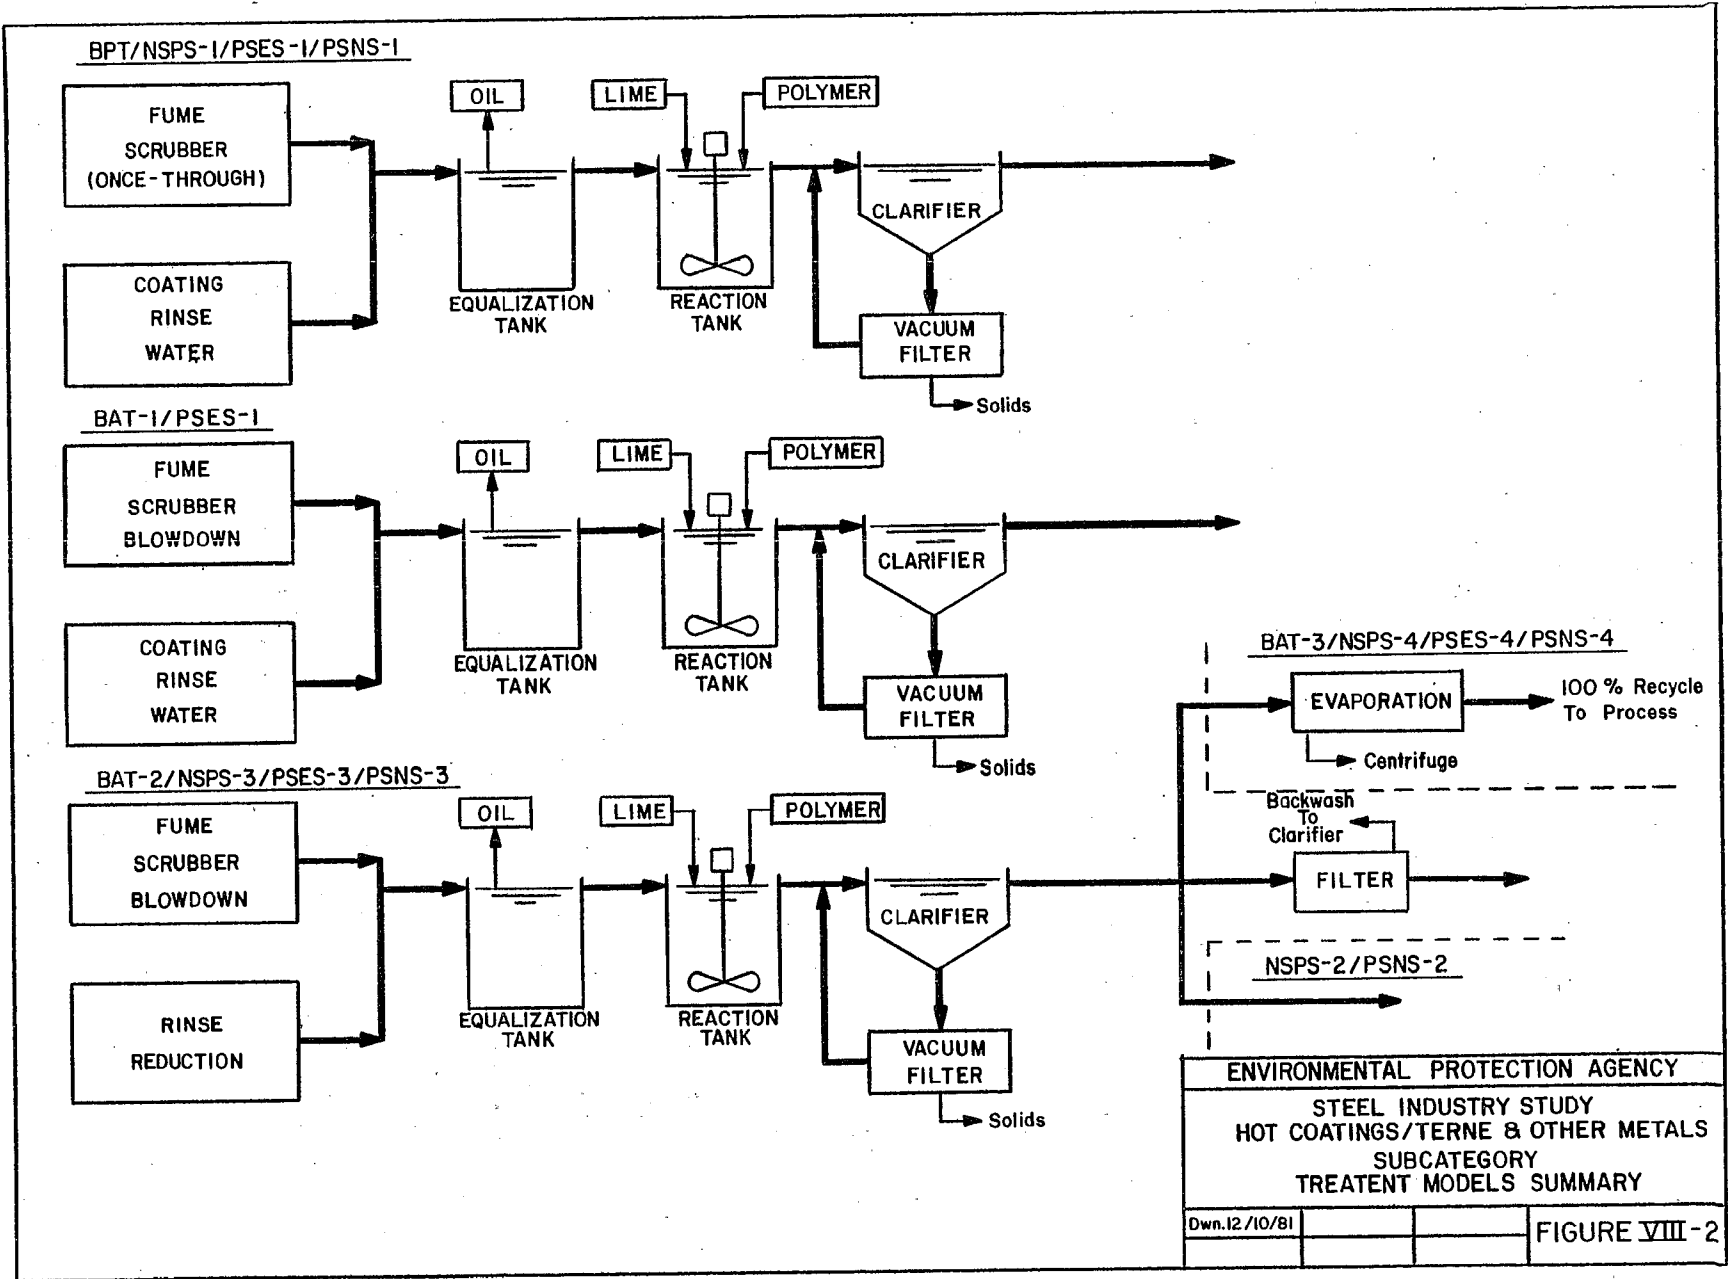 BPT/NSPS-1/PSES-1/PSNS-1
FUME
SCRUBBER
(ONCE-THROUGH)
COATING
RINSE
WATER
OIL
LIME
POLYMER
EQUALIZATION
TANK
REACTION
TANK
CLARIFIER
VACUUM
FILTER
Solids
BAT-1/PSES-1
FUME
SCRUBBER
BLOWDOWN
COATING
RINSE
WATER
OIL
LIME
POLYMER
EQUALIZATION
TANK
REACTION
TANK
CLARIFIER
VACUUM
FILTER
Solids
BAT-2/NSPS-3/PSES-3/PSNS-3
FUME
SCRUBBER
BLOWDOWN
RINSE
REDUCTION
OIL
LIME
POLYMER
EQUALIZATION
TANK
REACTION
TANK
CLARIFIER
VACUUM
FILTER
Solids
BAT-3/NSPS-4/PSES-4/PSNS-4
EVAPORATION
100 % Recycle
To Process
Centrifuge
Backwash
To
Clarifier
FILTER
NSPS-2/PSNS-2
ENVIRONMENTAL PROTECTION AGENCY
STEEL INDUSTRY STUDY
HOT COATINGS/TERNE & OTHER METALS
SUBCATEGORY
TREATENT MODELS SUMMARY
Dwn.12/10/81
FIGURE VIII-2